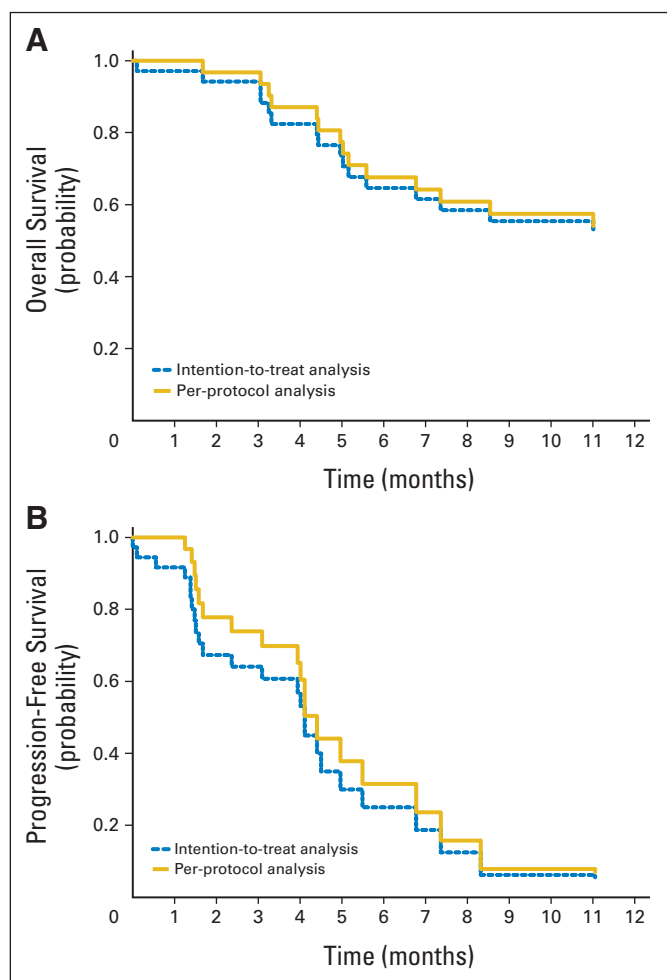 A
Overall Survival
(probability)
1.0
0.8
0.6
0.4
0.2
Intention-to-treat analysis
Per-protocol analysis
0 1 2 3 4 5 6 7 8 9 10 11 12
Time (months)
B
Progression-Free Survival
(probability)
1.0
0.8
0.6
0.4
0.2
Intention-to-treat analysis
Per-protocol analysis
0 1 2 3 4 5 6 7 8 9 10 11 12
Time (months)